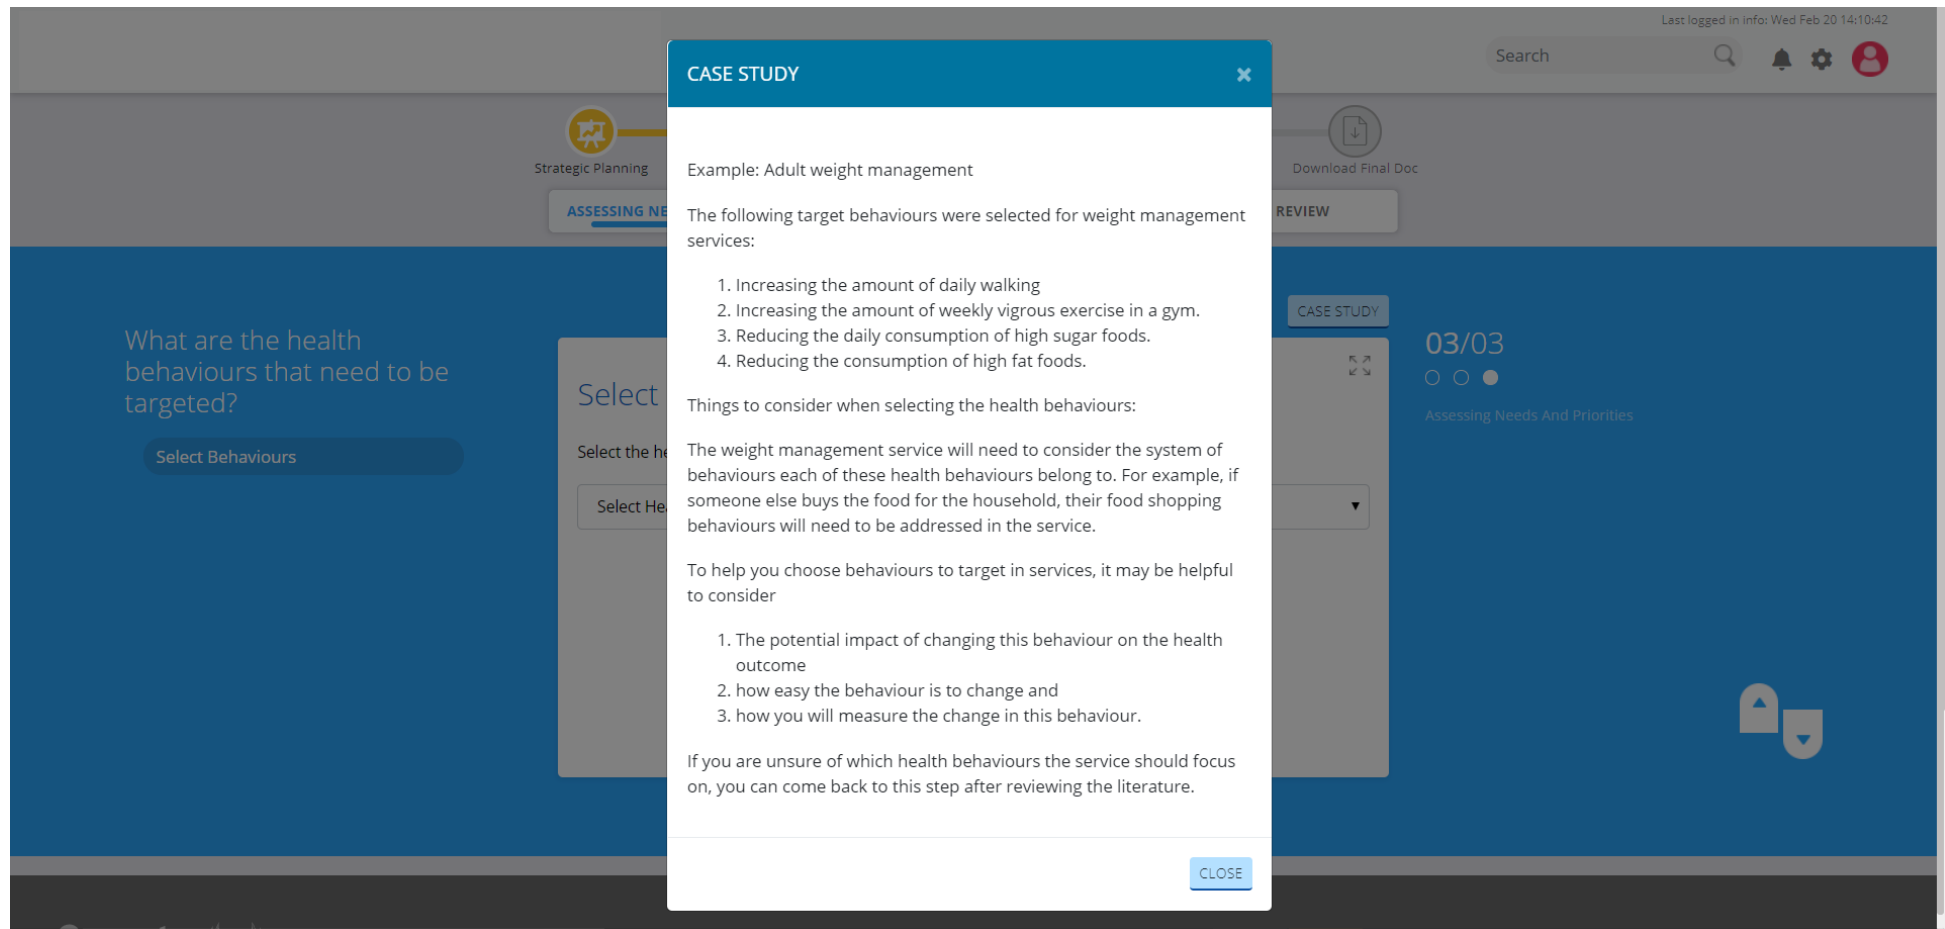 Last logged in info: Wed Feb 20 14:10:42
Search
CASE STUDY
×
Strategic Planning
Download Final Doc
ASSESSING NE
REVIEW
Example: Adult weight management
The following target behaviours were selected for weight management
services:
1. Increasing the amount of daily walking
2. Increasing the amount of weekly vigrous exercise in a gym.
3. Reducing the daily consumption of high sugar foods.
4. Reducing the consumption of high fat foods.
Things to consider when selecting the health behaviours:
The weight management service will need to consider the system of
behaviours each of these health behaviours belong to. For example, if
someone else buys the food for the household, their food shopping
behaviours will need to be addressed in the service.
To help you choose behaviours to target in services, it may be helpful
to consider
1. The potential impact of changing this behaviour on the health
outcome
2. how easy the behaviour is to change and
3. how you will measure the change in this behaviour.
If you are unsure of which health behaviours the service should focus
on, you can come back to this step after reviewing the literature.
CLOSE
What are the health
behaviours that need to be
targeted?
Select Behaviours
Select
Select the he
Select Hea
CASE STUDY
03/03
Assessing Needs And Priorities